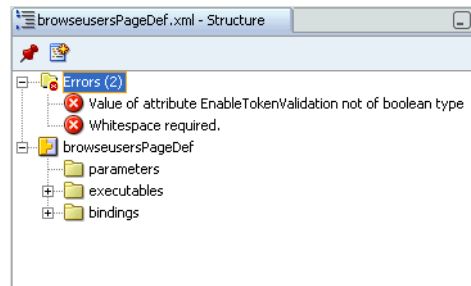 browseusersPageDef.xml - Structure
Errors (2)
Value of attribute EnableTokenValidation not of boolean type
Whitespace required.
browseusersPageDef
parameters
executables
bindings